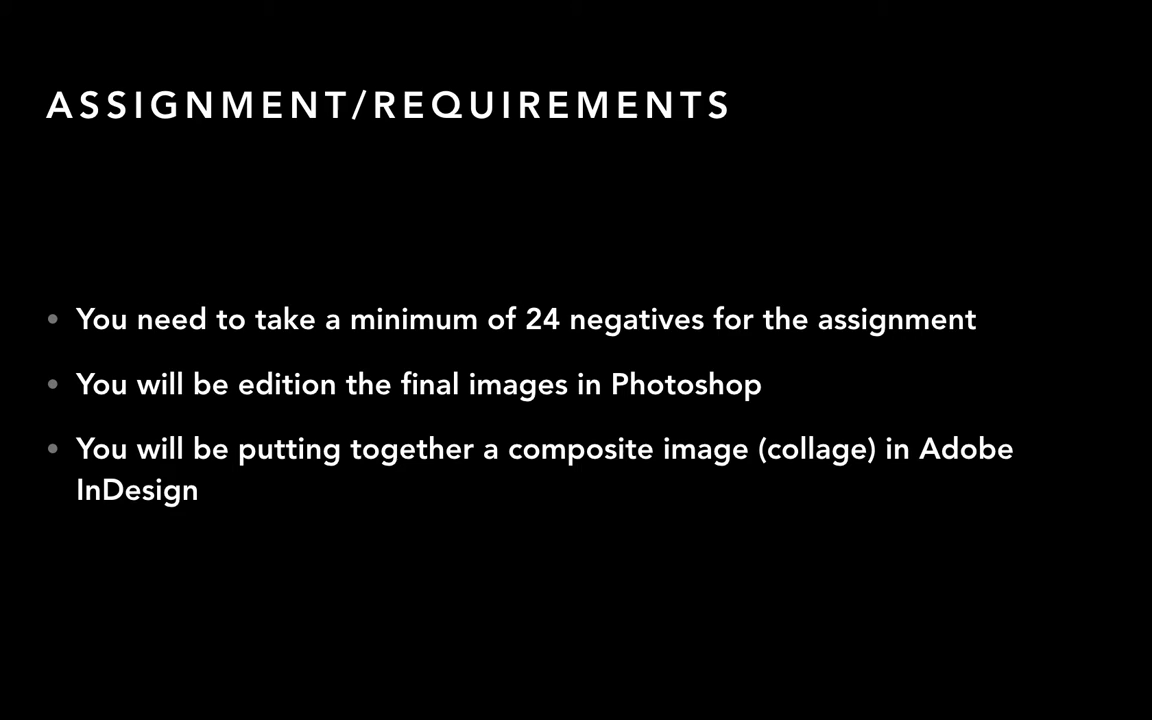 ASSIGNMENT/REQUIREMENTS
• You need to take a minimum of 24 negatives for the assignment
• You will be edition the final images in Photoshop
• You will be putting together a composite image (collage) in Adobe
InDesign